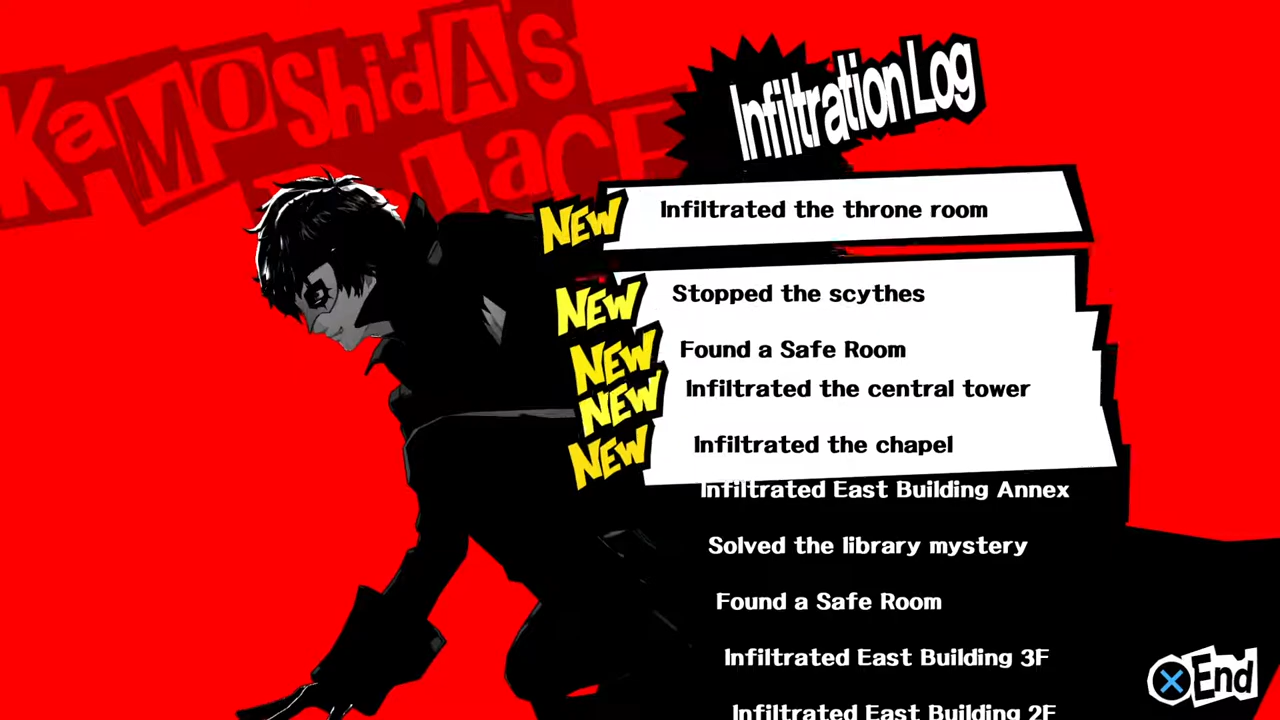 KaMOshidA's
PaLaCE
Infiltration Log
NEW Infiltrated the throne room
NEW Stopped the scythes
NEW Found a Safe Room
NEW Infiltrated the central tower
NEW Infiltrated the chapel
Infiltrated East Building Annex
Solved the library mystery
Found a Safe Room
Infiltrated East Building 3F
Infiltrated East Building 2F
End